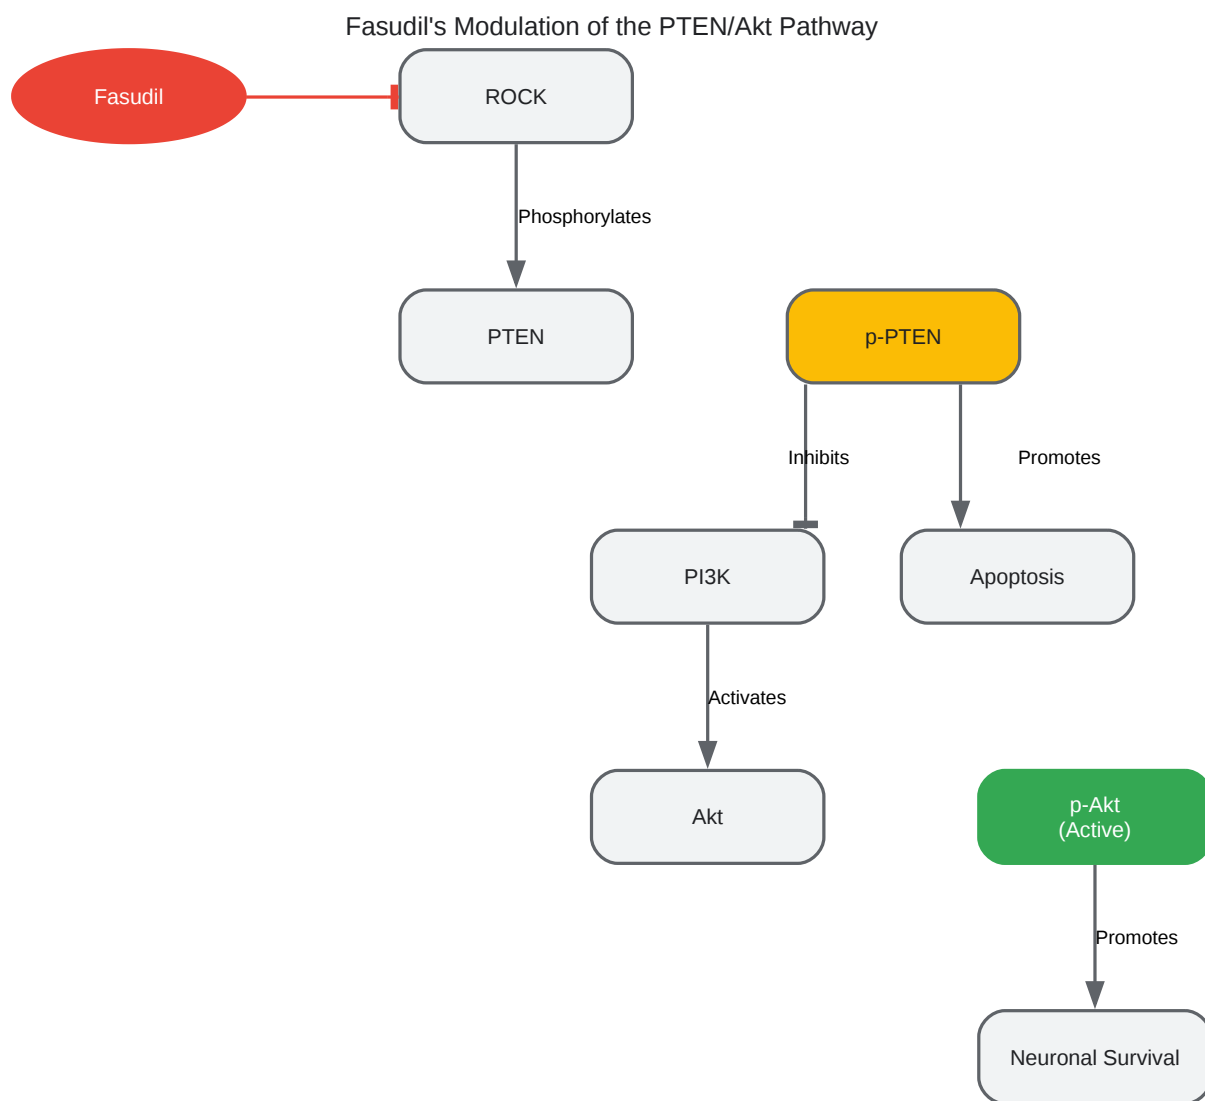 Fasudil's Modulation of the PTEN/Akt Pathway
Fasudil
ROCK
Phosphorylates
PTEN
p-PTEN
Inhibits
Promotes
PI3K
Apoptosis
Activates
Akt
p-Akt
(Active)
Promotes
Neuronal Survival